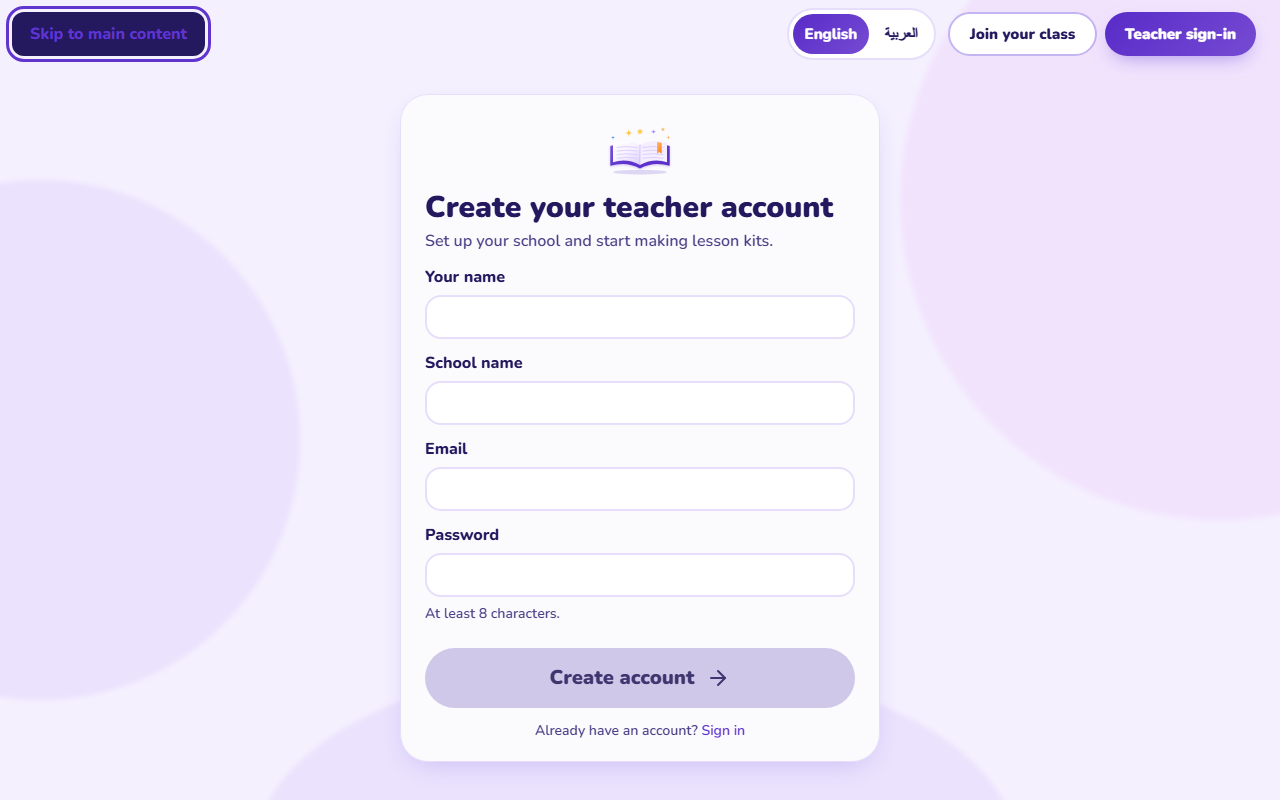 Skip to main content
English
العربية
Join your class
Teacher sign-in
Create your teacher account
Set up your school and start making lesson kits.
Your name
School name
Email
Password
At least 8 characters.
Create account
Already have an account? Sign in